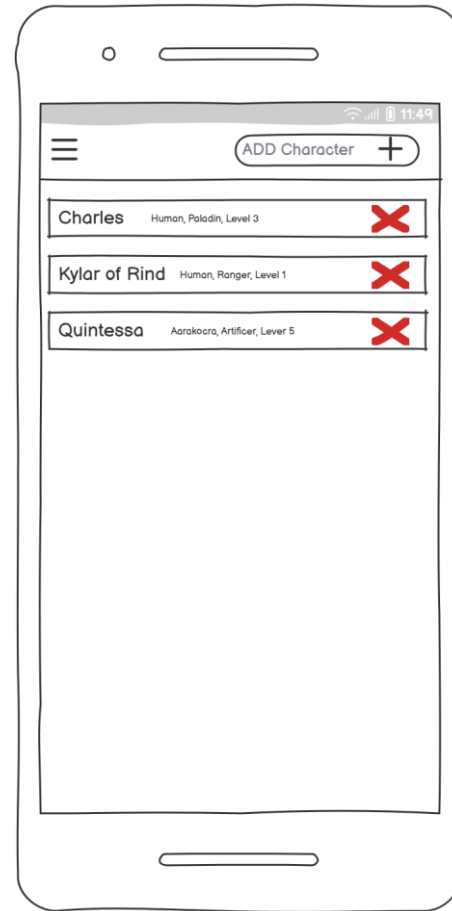 11:49
ADD Character
Charles Human, Paladin, Level 3
Kylar of Rind Human, Ranger, Level 1
Quintessa Aarakocra, Artificer, Lever 5